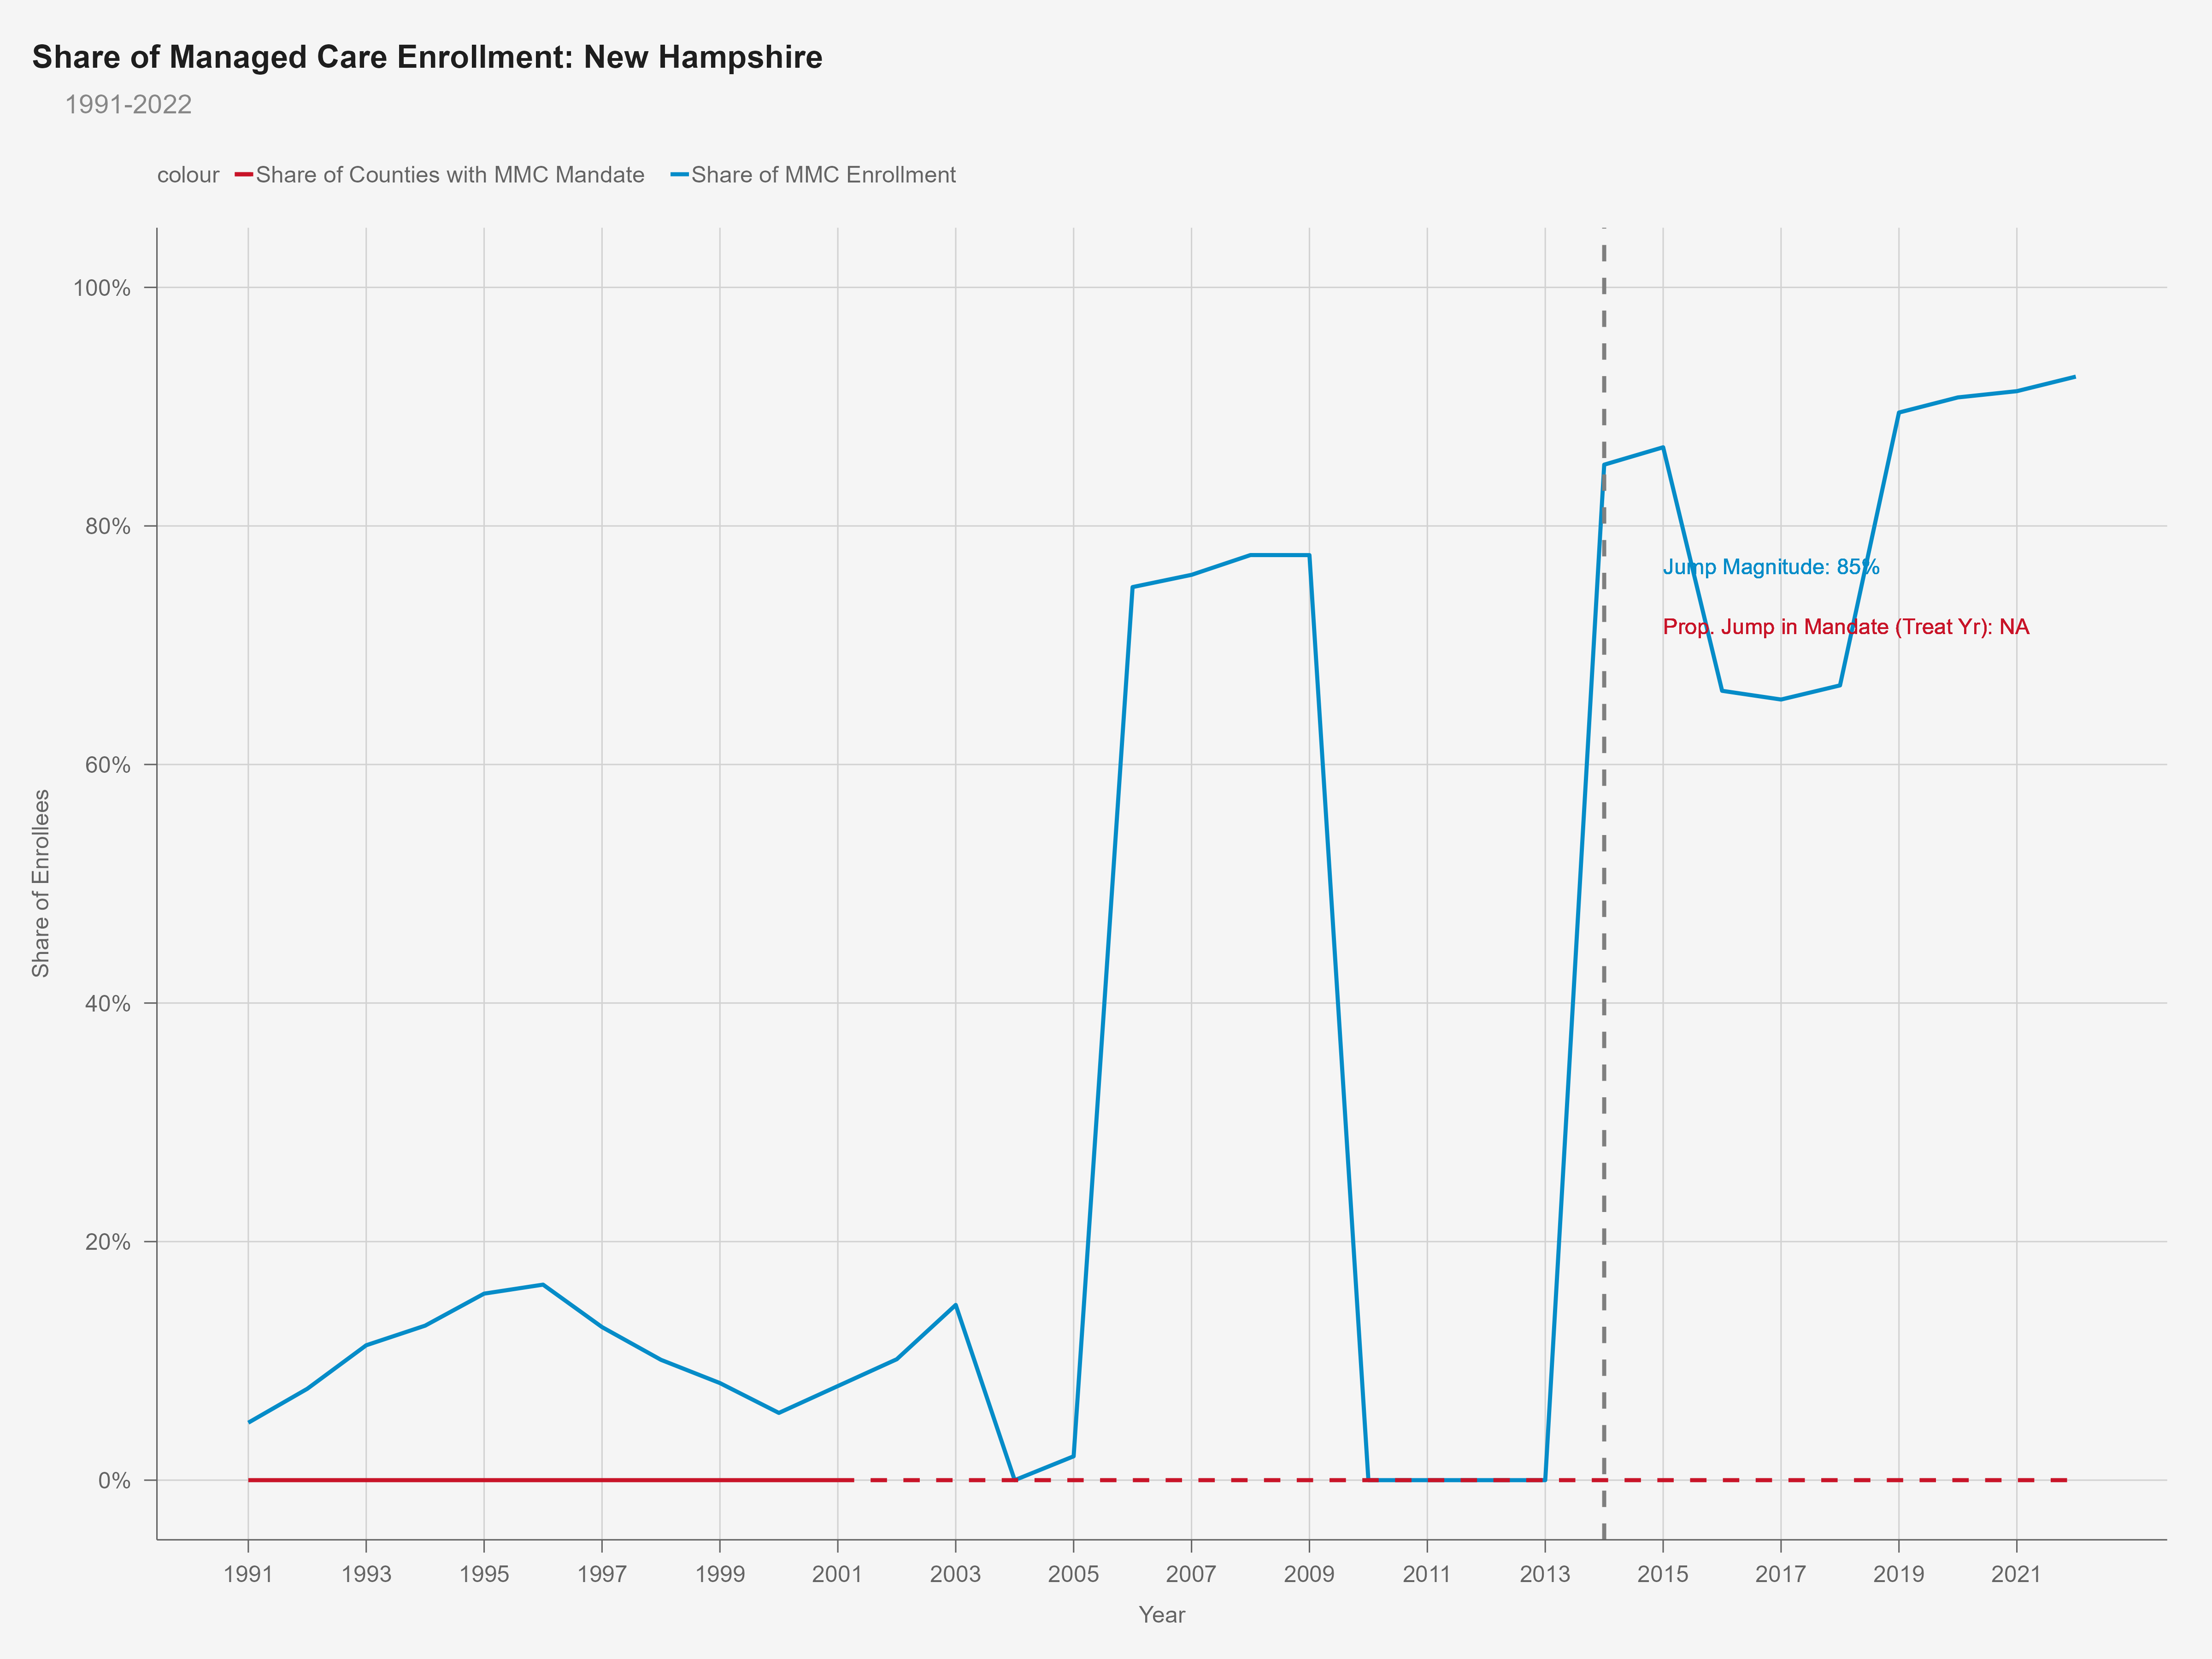 Share of Managed Care Enrollment: New Hampshire
1991-2022
colour Share of Counties with MMC Mandate Share of MMC Enrollment
100%
80%
60%
40%
20%
0%
Share of Enrollees
Jump Magnitude: 85%
Prop. Jump in Mandate (Treat Yr): NA
1991 1993 1995 1997 1999 2001 2003 2005 2007 2009 2011 2013 2015 2017 2019 2021
Year